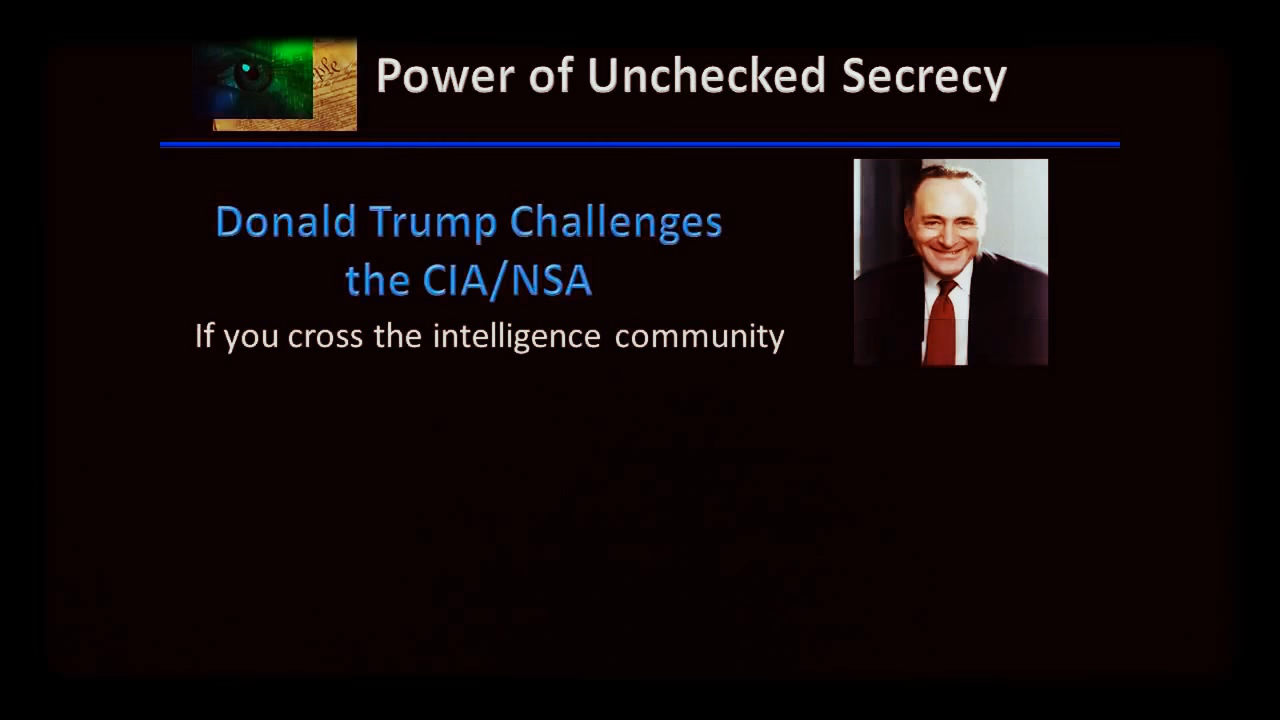 Power of Unchecked Secrecy
Donald Trump Challenges
the CIA/NSA
If you cross the intelligence community